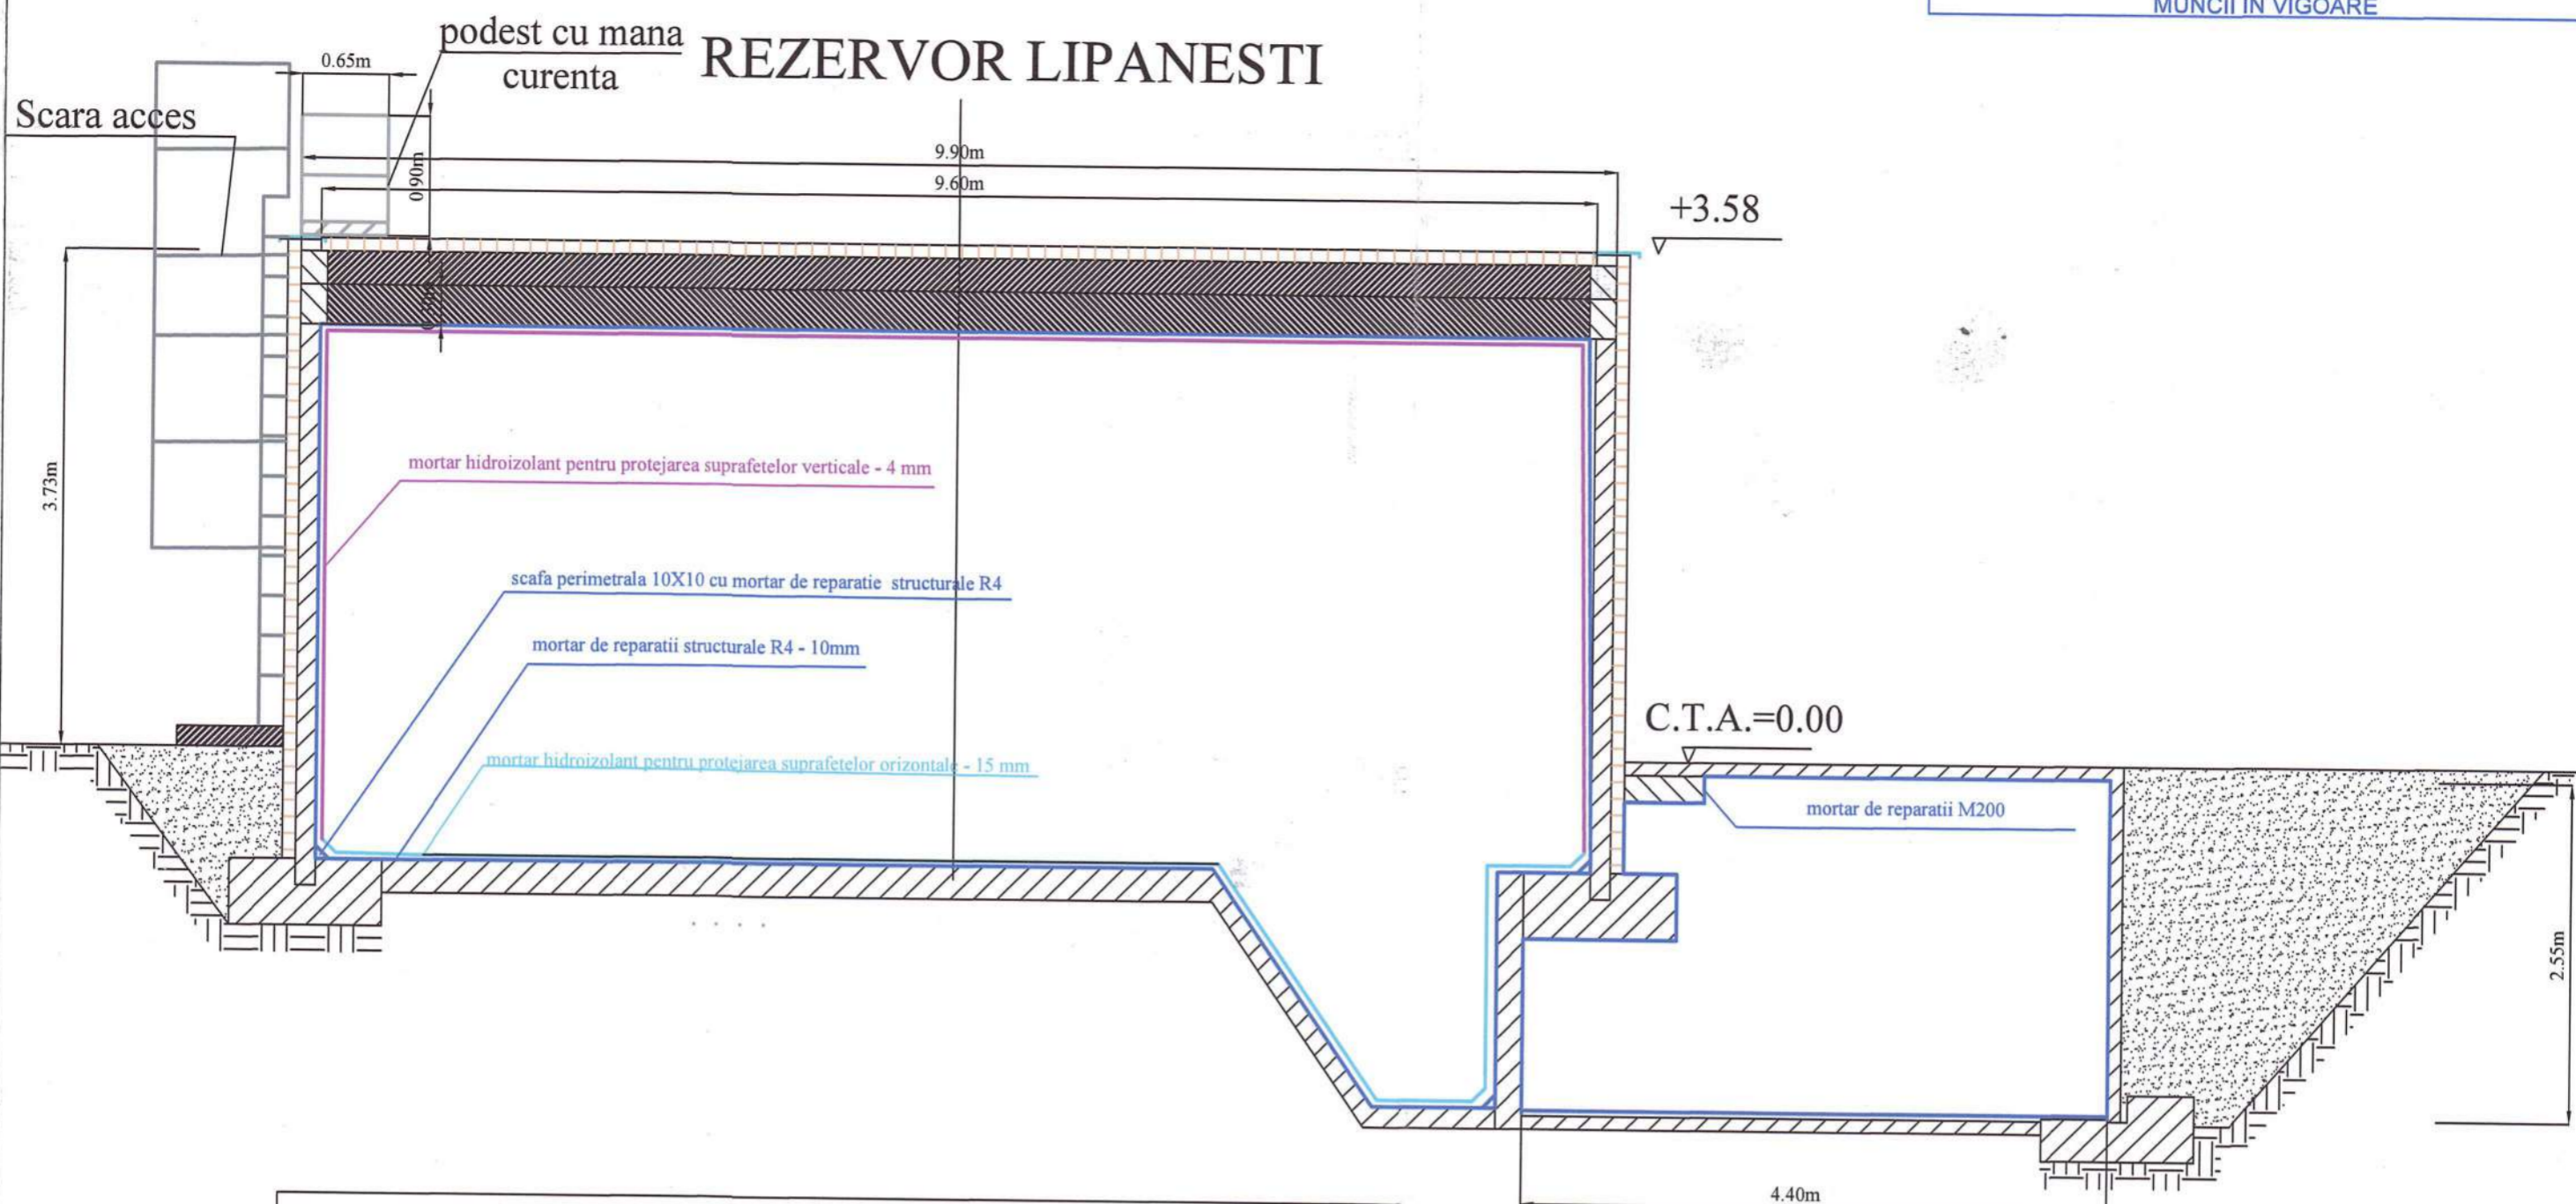 MUNCII IN VIGOARE
podest cu mana
curenta
REZERVOR LIPANESTI
0.65m
Scara acces
9.90m
0.90m
9.60m
+3.58
3.73m
mortar hidroizolant pentru protejarea suprafetelor verticale - 4 mm
scafa perimetrala 10X10 cu mortar de reparatie structurale R4
mortar de reparatii structurale R4 - 10mm
C.T.A.=0.00
mortar hidroizolant pentru protejarea suprafetelor orizontale - 15 mm
mortar de reparatii M200
2.55m
4.40m